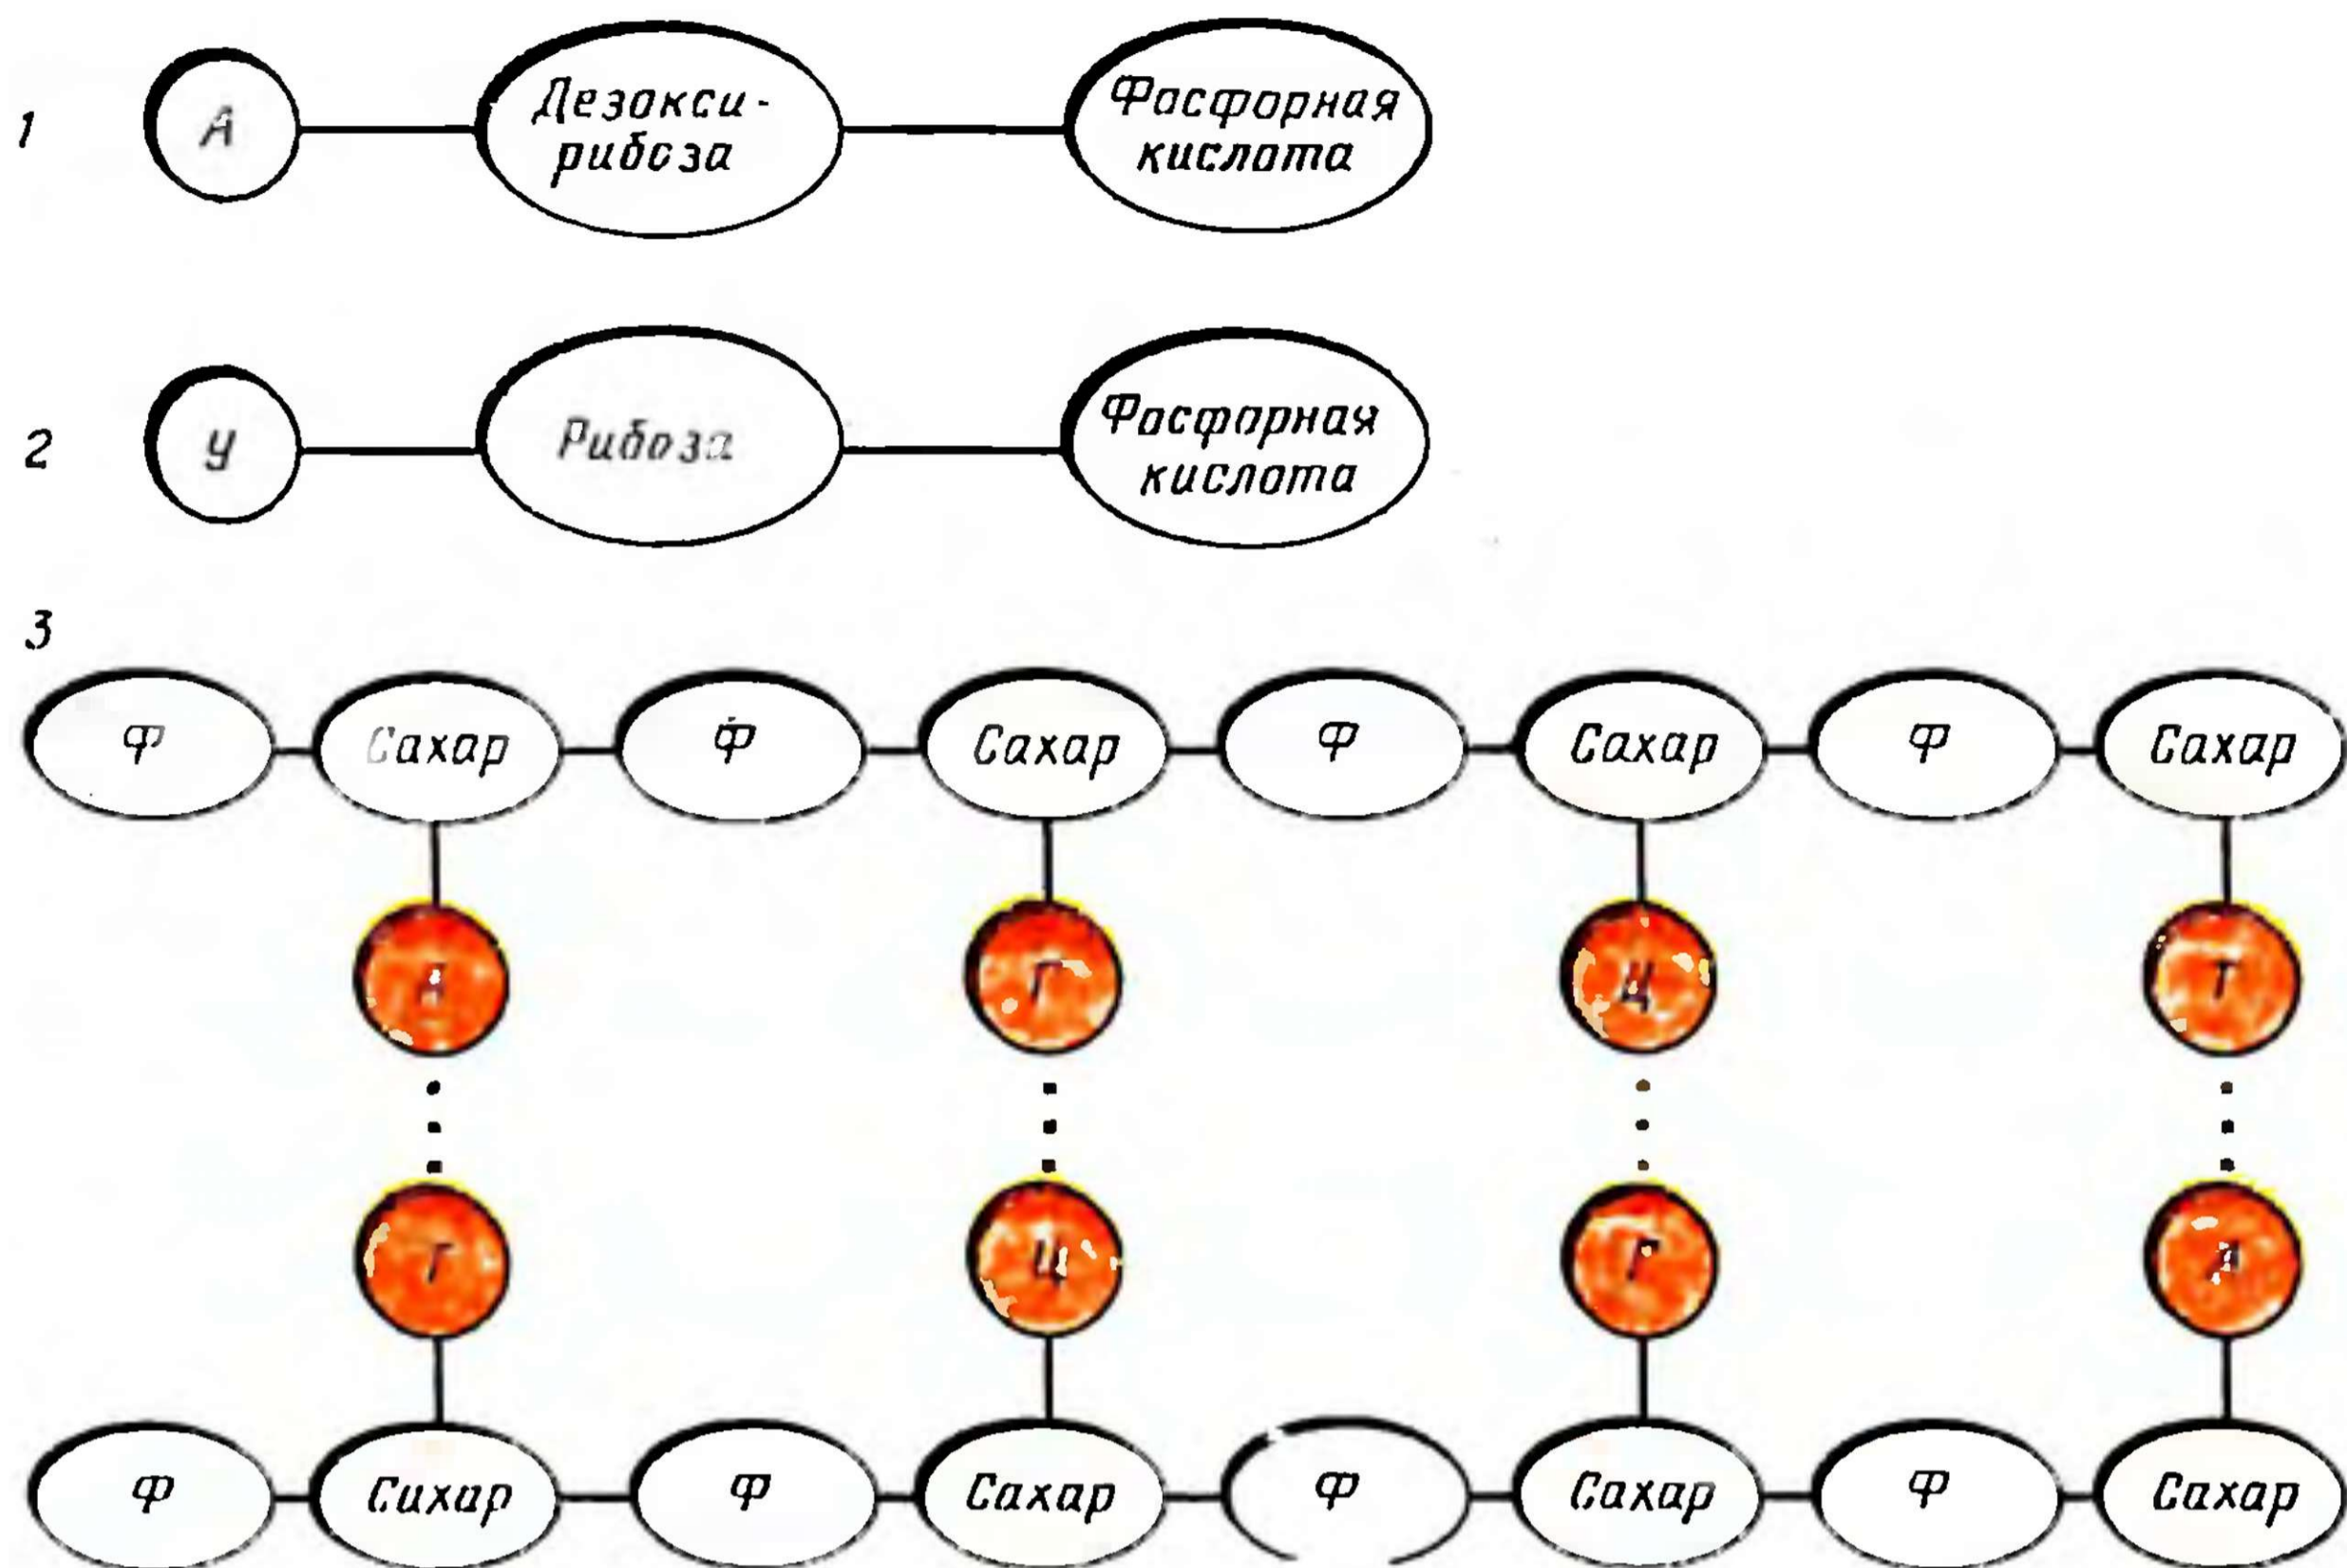 1
А
Дезокси-
рибоза
Фосфорная
кислота
2
У
Рибоза
Фосфорная
кислота
3
Ф Сахар Ф Сахар Ф Сахар Ф Сахар
А Г Ц Т
Т Ц Г А
Ф Сахар Ф Сахар Ф Сахар Ф Сахар